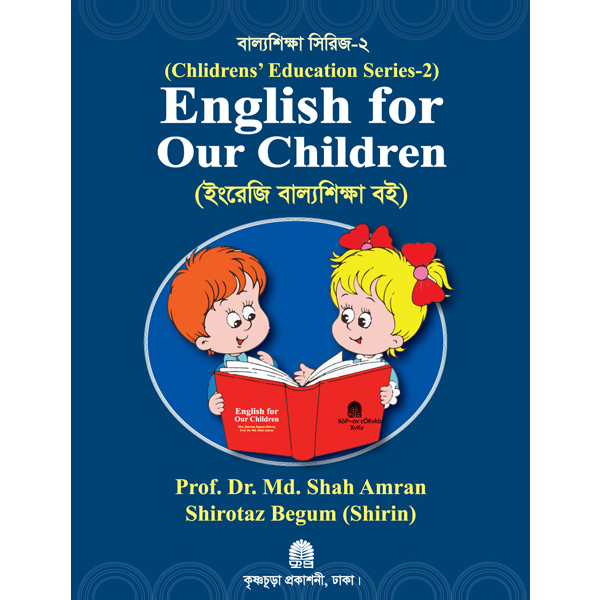 বাল্যশিক্ষা সিরিজ-২
(Chlidrens' Education Series-2)
English for
Our Children
(ইংরেজি বাল্যশিক্ষা বই)
English for
Our Children
Prof. Dr. Md. Shah Amran
Shirotaz Begum (Shirin)
কৃষ্ণচূড়া প্রকাশনী, ঢাকা।